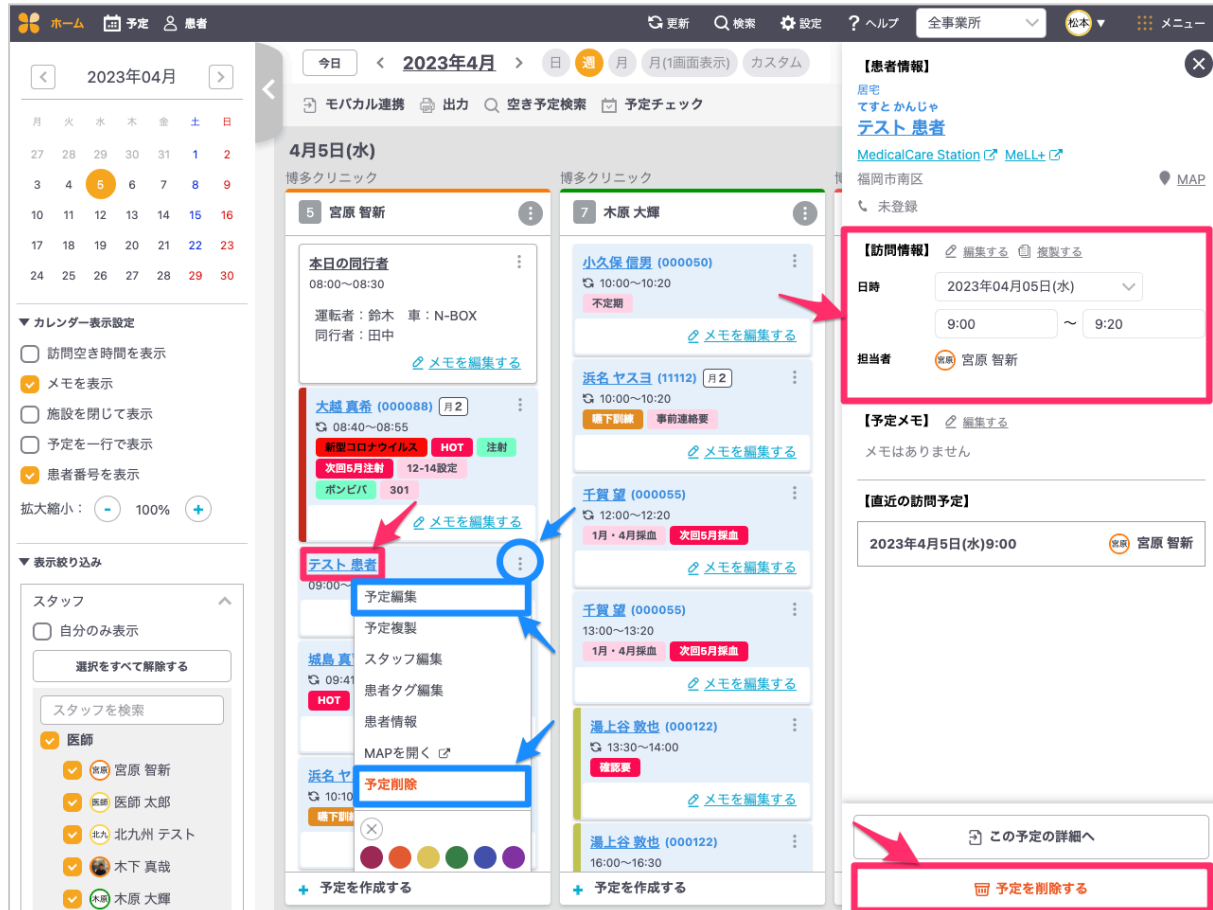 ホーム 予定 患者 更新 検索 設定 ? ヘルプ 全事業所 松本 ▼ メニュー
2023年04月
月 火 水 木 金 土 日
27 28 29 30 31 1 2
3 4 5 6 7 8 9
10 11 12 13 14 15 16
17 18 19 20 21 22 23
24 25 26 27 28 29 30
▼ カレンダー表示設定
訪問空き時間を表示
メモを表示
施設を閉じて表示
予定を一行で表示
患者番号を表示
拡大縮小： - 100% +
▼ 表示絞り込み
スタッフ
自分のみ表示
選択をすべて解除する
スタッフを検索
医師
宮原 宮原 智新
医師 医師 太郎
北九 北九州 テスト
木下 真哉
木原 木原 大輝
今日 2023年4月 日 週 月 月(1画面表示) カスタム
モバカル連携 出力 空き予定検索 予定チェック
4月5日(水)
博多クリニック
5 宮原 智新
本日の同行者
08:00〜08:30
運転者：鈴木 車：N-BOX
同行者：田中
メモを編集する
大越 真希 (000088) 月2
08:40〜08:55
新型コロナウイルス HOT 注射
次回5月注射 12-14設定
ボンビバ 301
メモを編集する
テスト 患者
09:00〜
予定編集
予定複製
スタッフ編集
患者タグ編集
患者情報
MAPを開く
予定削除
城島
09:41
HOT
浜名
10:10
＋ 予定を作成する
博多クリニック
7 木原 大輝
小久保 信男 (000050)
10:00〜10:20
不定期
メモを編集する
浜名 ヤスヨ (11112) 月2
10:00〜10:20
嚥下訓練 事前連絡要
メモを編集する
千賀 望 (000055)
12:00〜12:20
1月・4月採血 次回5月採血
メモを編集する
千賀 望 (000055)
13:00〜13:20
1月・4月採血 次回5月採血
メモを編集する
湯上谷 敦也 (000122)
13:30〜14:00
確認要
メモを編集する
湯上谷 敦也 (000122)
16:00〜16:30
＋ 予定を作成する
【患者情報】
居宅
てすと かんじゃ
テスト 患者
MedicalCare Station MeLL+
福岡市南区 MAP
未登録
【訪問情報】 編集する 複製する
日時 2023年04月05日(水)
9:00 〜 9:20
担当者 宮原 宮原 智新
【予定メモ】 編集する
メモはありません
【直近の訪問予定】
2023年4月5日(水)9:00 宮原 宮原 智新
この予定の詳細へ
予定を削除する